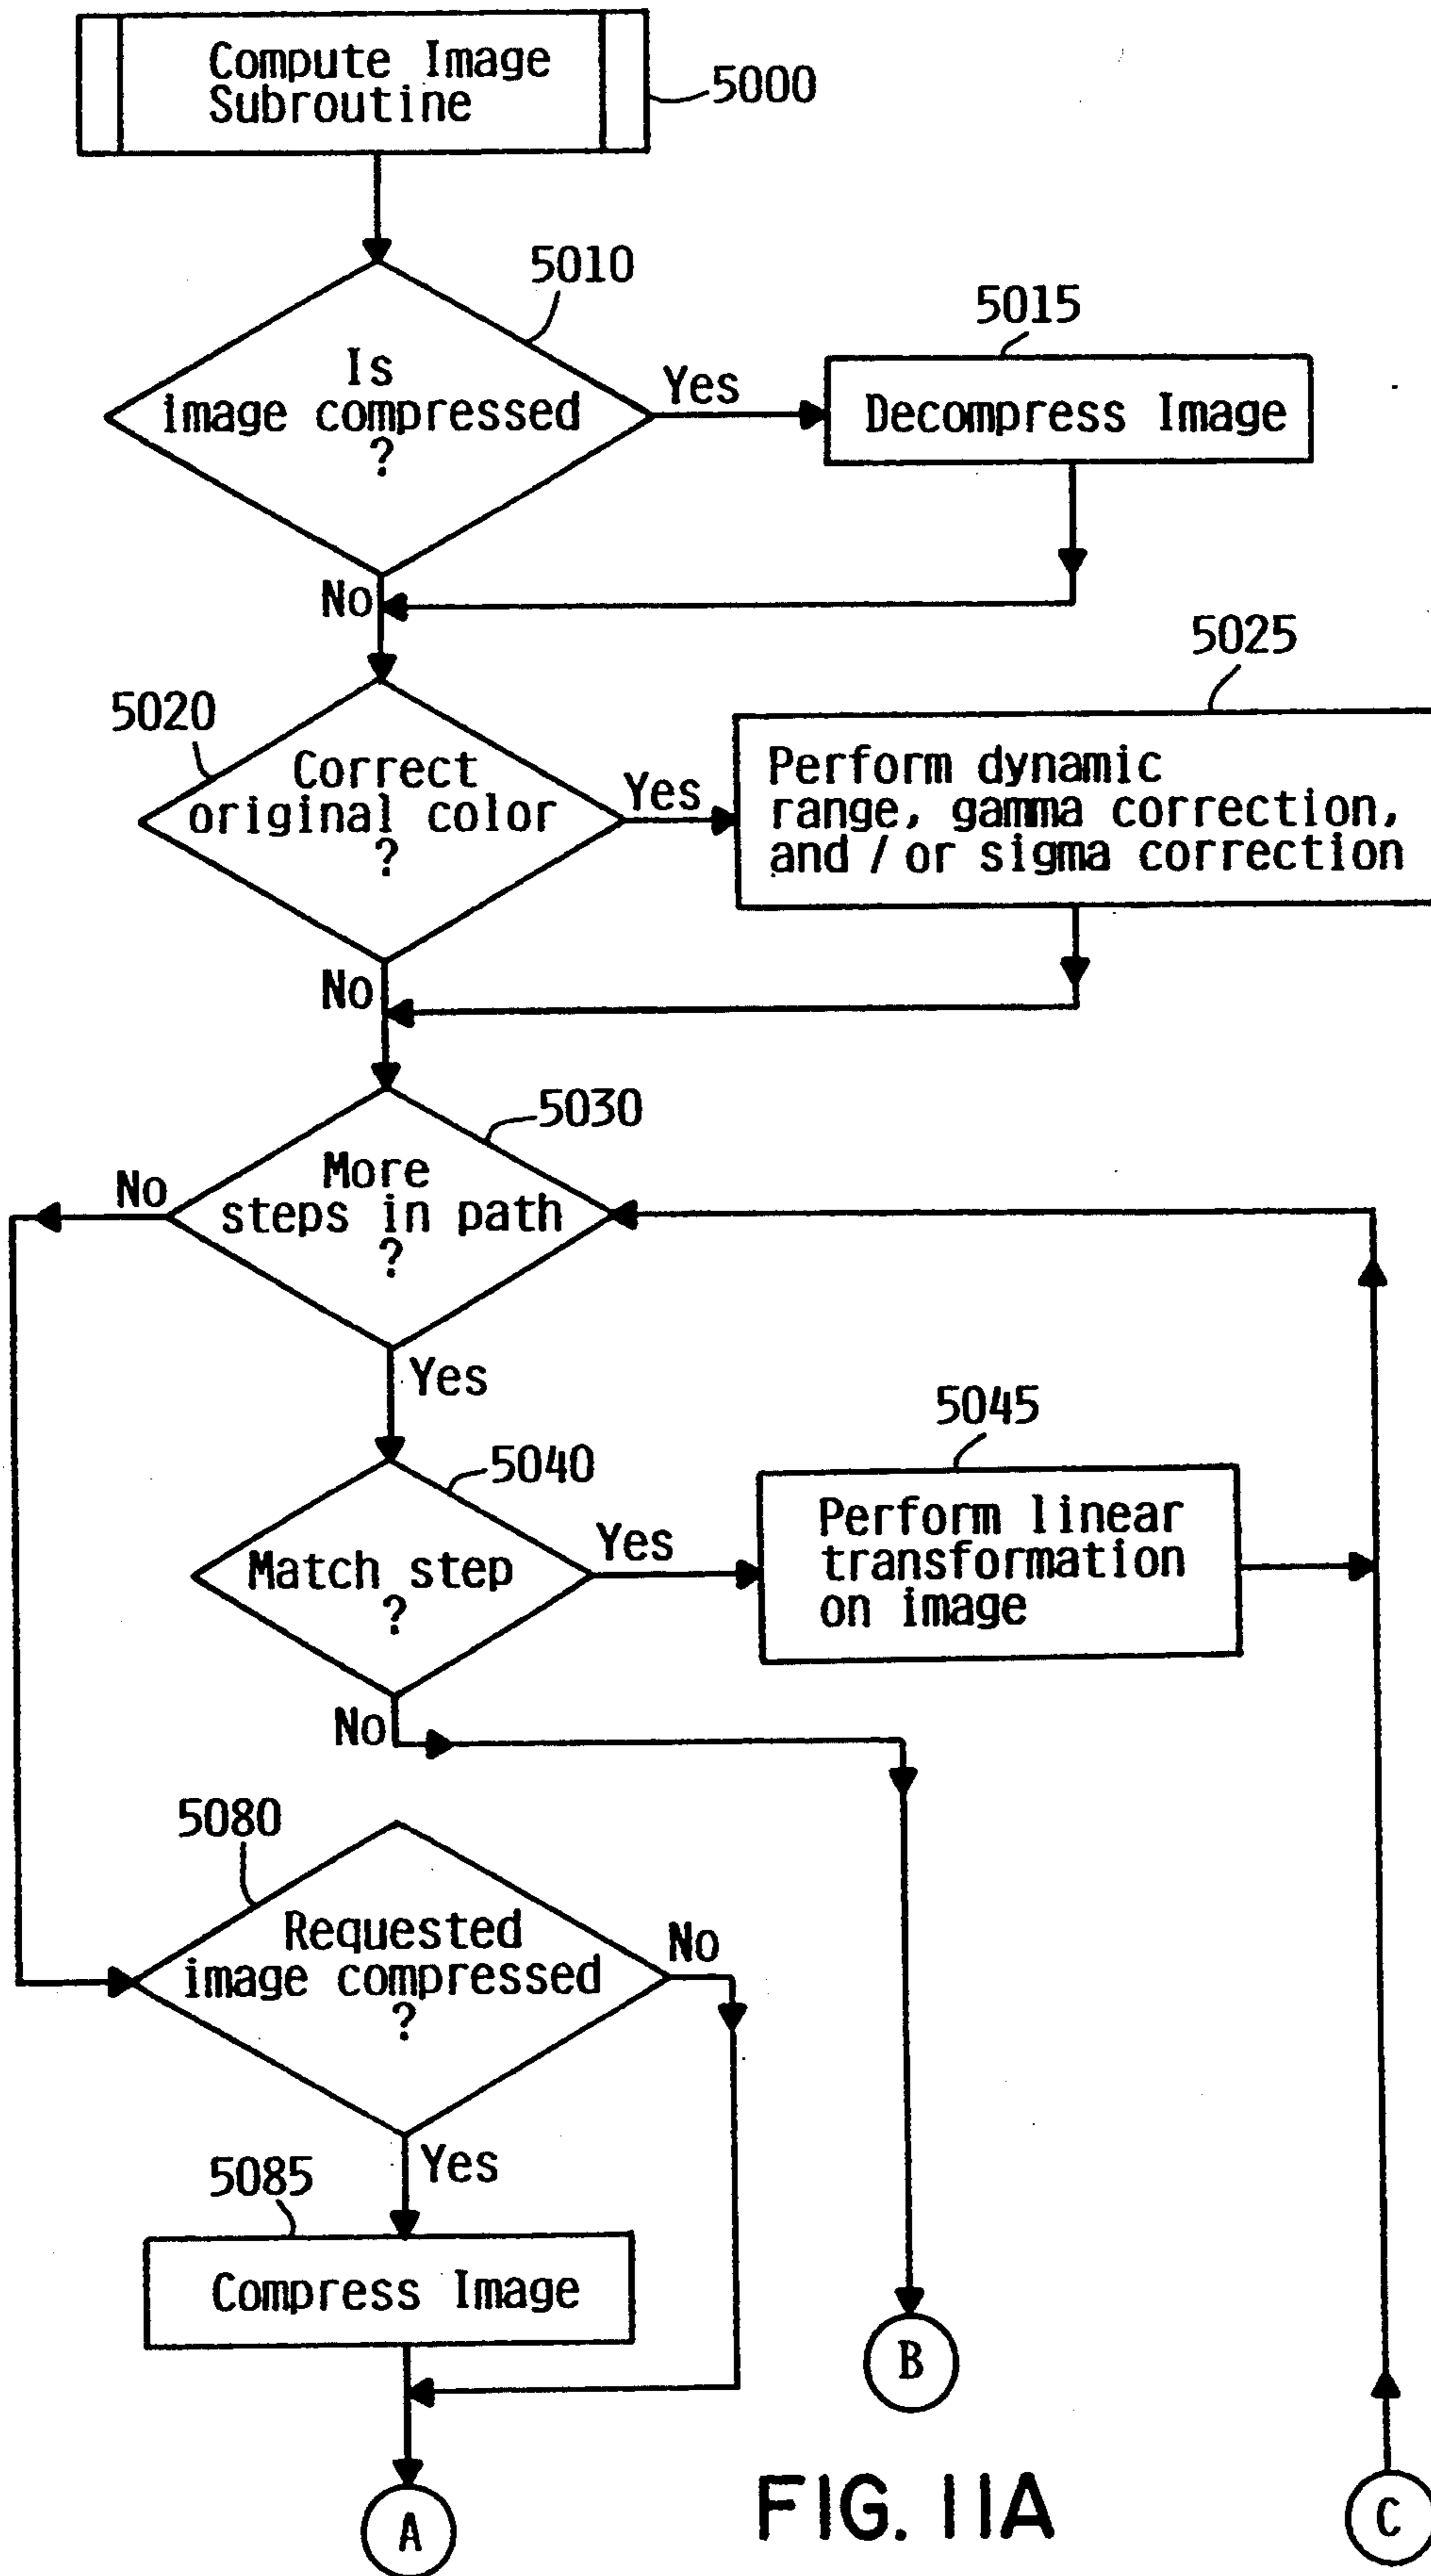 Compute Image
Subroutine
5000
5010
Is
image compressed
?
Yes
5015
Decompress Image
No
5020
Correct
original color
?
Yes
5025
Perform dynamic
range, gamma correction,
and / or sigma correction
No
5030
More
steps in path
?
No
Yes
5040
Match step
?
Yes
5045
Perform linear
transformation
on image
No
5080
Requested
image compressed
?
No
Yes
5085
Compress Image
B
A
FIG. 11A
C